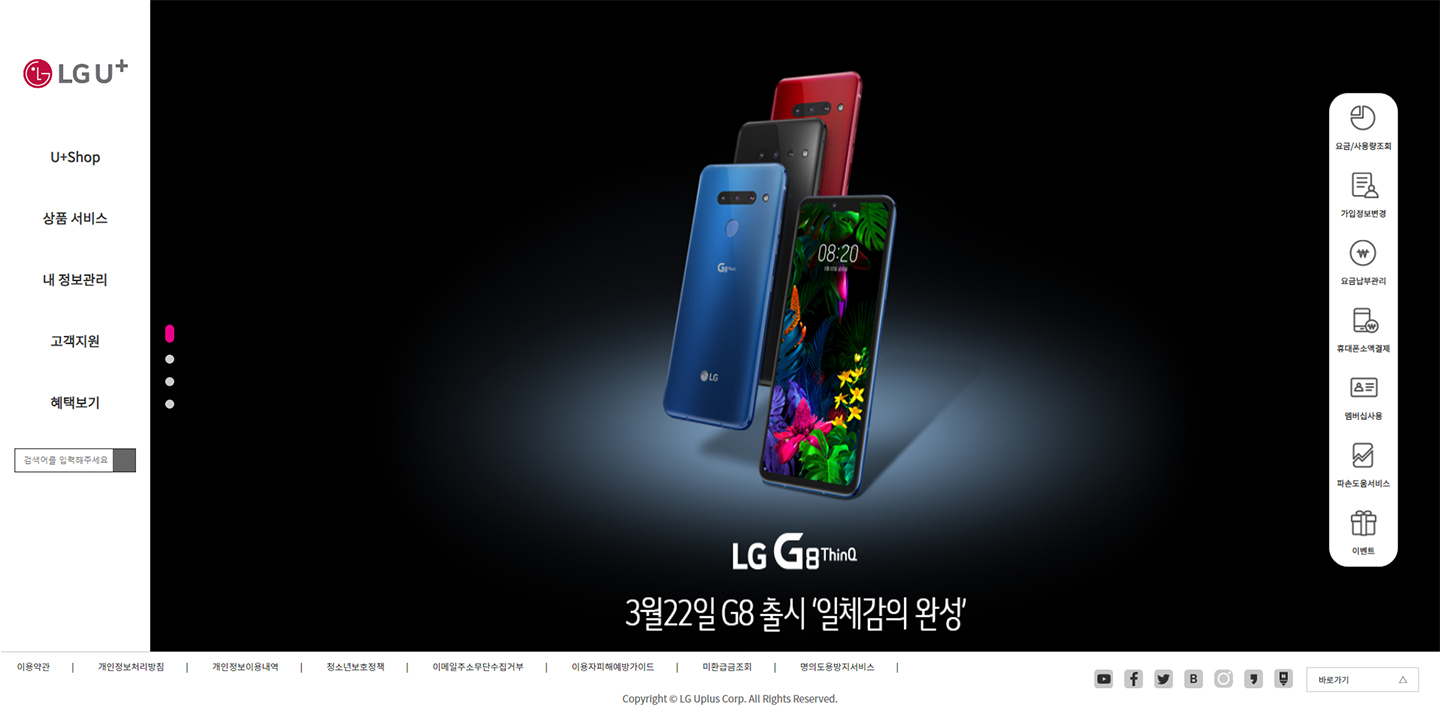 LG U+
U+Shop
상품 서비스
내 정보관리
고객지원
혜택보기
검색어를 입력해주세요
08:20
LG
LG G8 ThinQ
3월22일 G8 출시 ‘일체감의 완성’
요금/사용량조회
가입정보변경
요금납부관리
휴대폰소액결제
멤버십사용
파손도움서비스
이벤트
이용약관 | 개인정보처리방침 | 개인정보이용내역 | 청소년보호정책 | 이메일주소무단수집거부 | 이용자피해예방가이드 | 미환급금조회 | 명의도용방지서비스 |
바로가기
Copyright © LG Uplus Corp. All Rights Reserved.